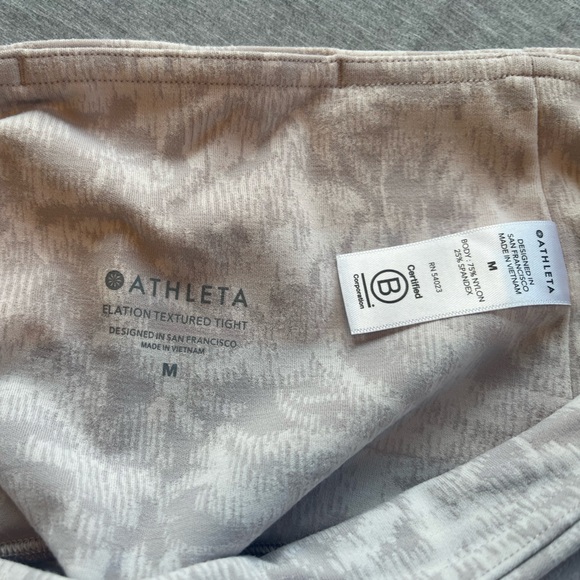 ATHLETA
ELATION TEXTURED TIGHT
DESIGNED IN SAN FRANCISCO
MADE IN VIETNAM
M
ATHLETA
DESIGNED IN
SAN FRANCISCO
MADE IN VIETNAM
M
BODY: 75% NYLON
25% SPANDEX
RN 54023
Certified
B
Corporation